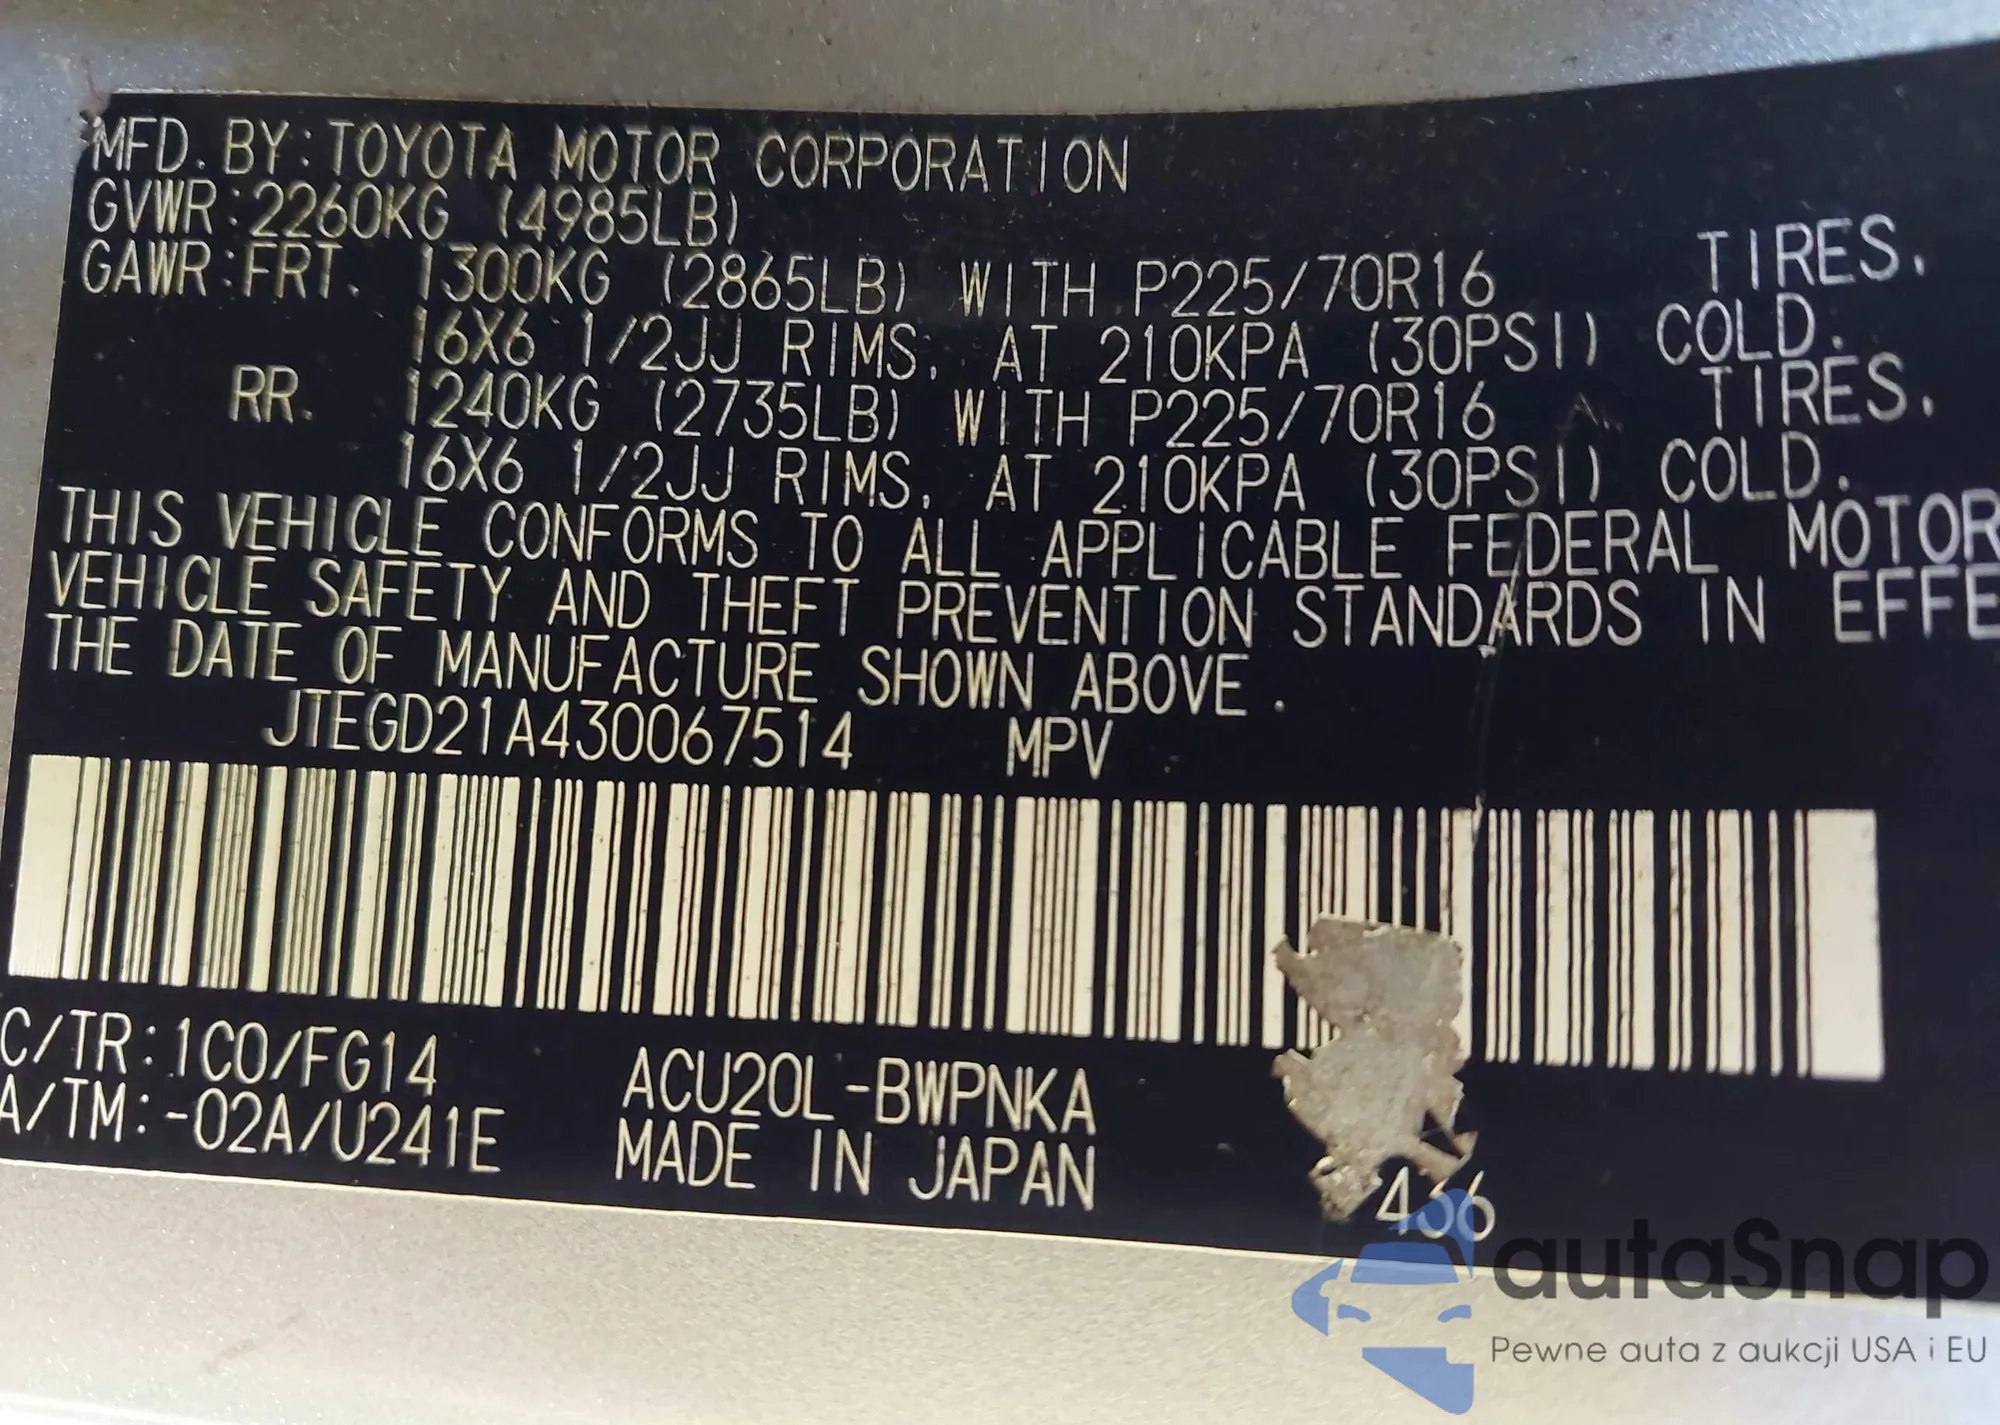 MFD. BY: TOYOTA MOTOR CORPORATION
GVWR: 2260KG (4985LB)
GAWR: FRT. 1300KG (2865LB) WITH P225/70R16 TIRES,
16X6 1/2JJ RIMS, AT 210KPA (30PSI) COLD.
RR. 1240KG (2735LB) WITH P225/70R16 TIRES,
16X6 1/2JJ RIMS, AT 210KPA (30PSI) COLD.
THIS VEHICLE CONFORMS TO ALL APPLICABLE FEDERAL MOTOR
VEHICLE SAFETY AND THEFT PREVENTION STANDARDS IN EFFE
THE DATE OF MANUFACTURE SHOWN ABOVE.
JTEGD21A430067514 MPV
C/TR: 1C0/FG14
A/TM: -02A/U241E
ACU20L-BWPNKA
MADE IN JAPAN
autaSnap
Pewne auta z aukcji USA i EU